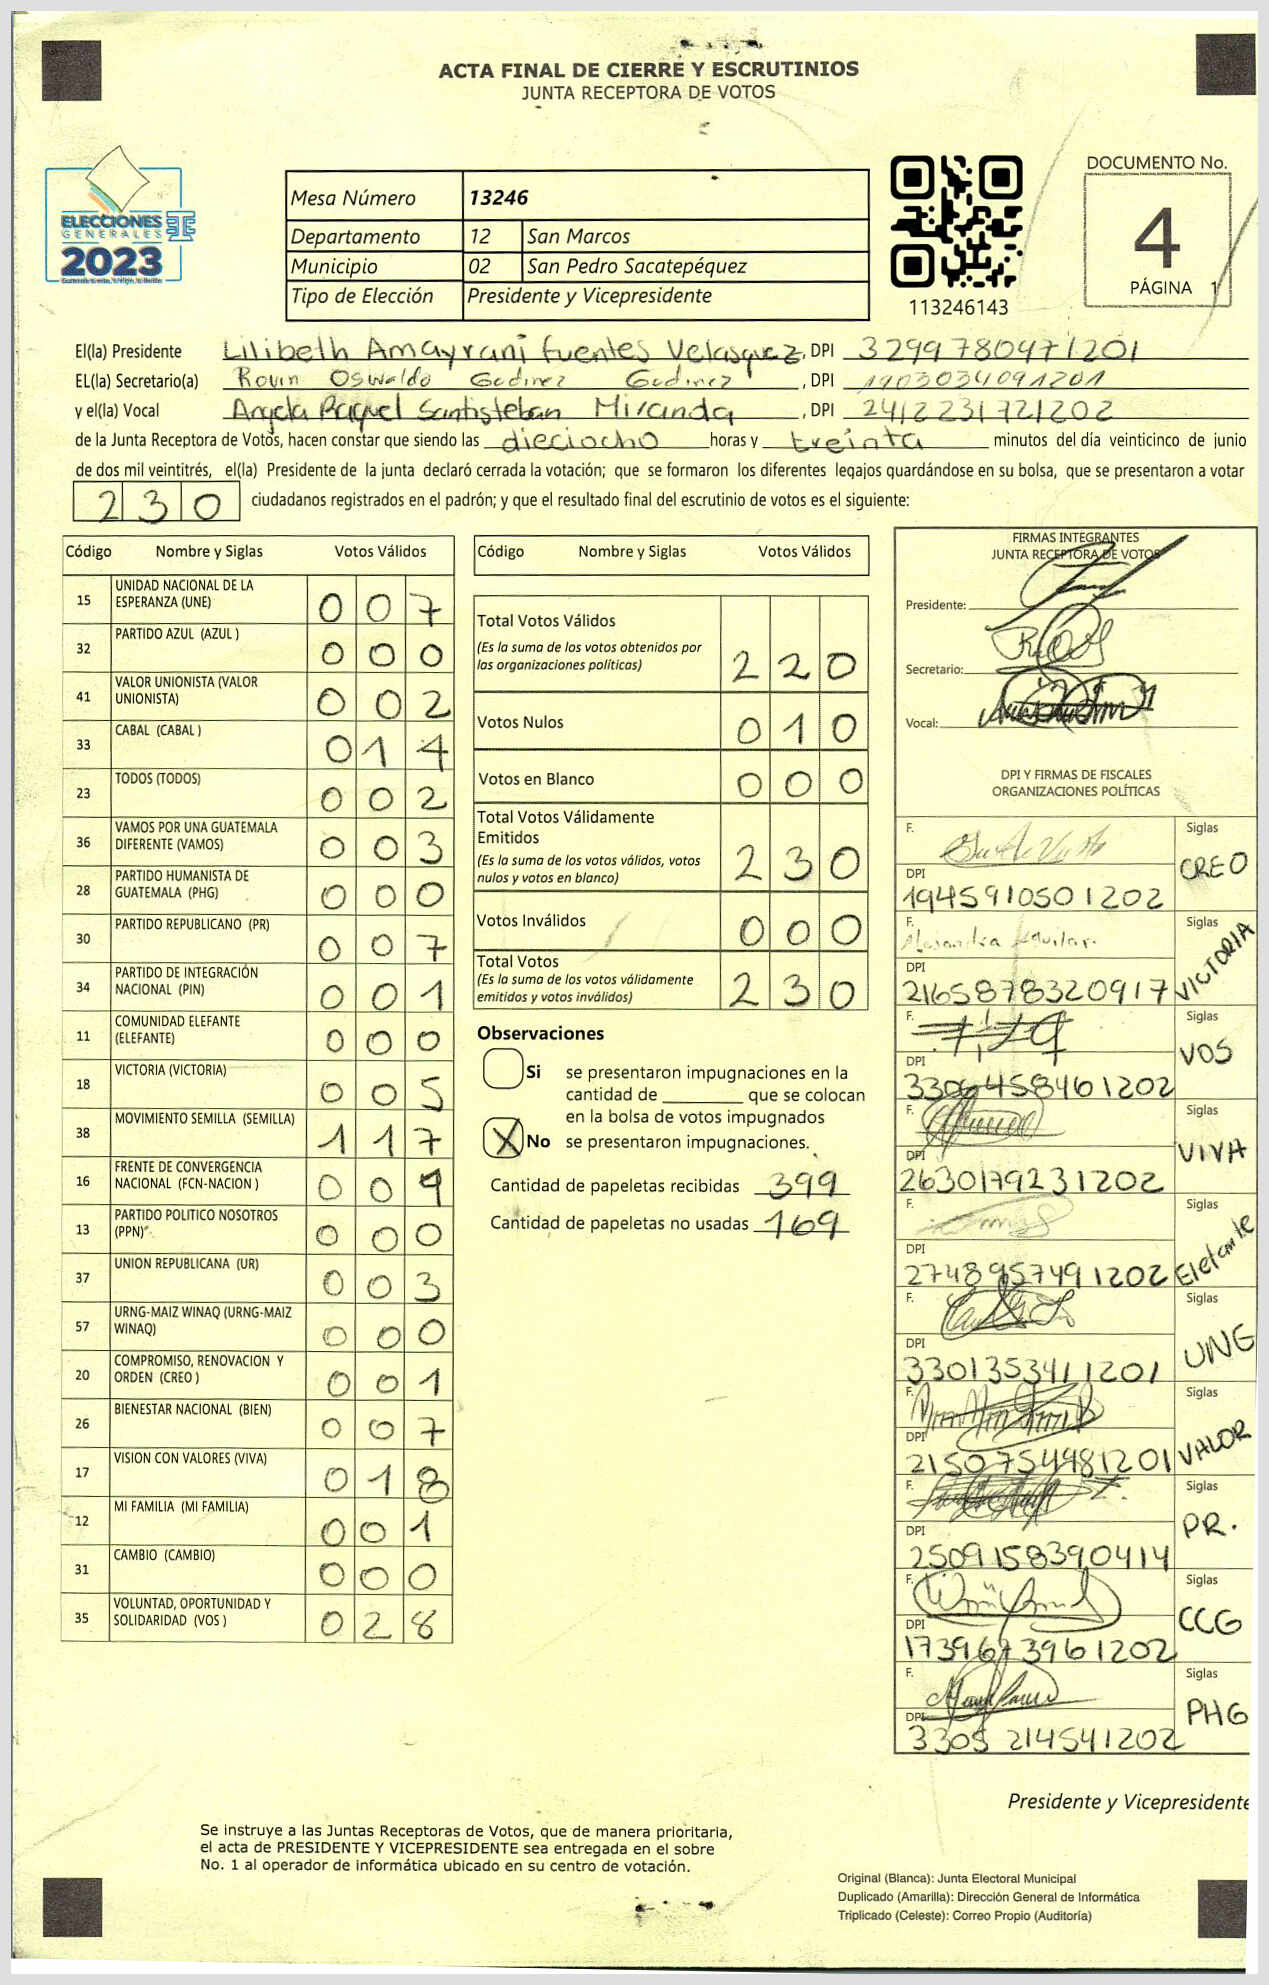 ACTA FINAL DE CIERRE Y ESCRUTINIOS
JUNTA RECEPTORA DE VOTOS
ELECCIONES
GENERALES
2023
Mesa Número 13246
Departamento 12 San Marcos
Municipio 02 San Pedro Sacatepéquez
Tipo de Elección Presidente y Vicepresidente
113246143
DOCUMENTO No.
4
PÁGINA 1
El(la) Presidente Lilibeth Amayrani Fuentes Velasquez, DPI 3299780471201
EL(la) Secretario(a) Rovin Oswaldo Godinez Godinez, DPI 1903034091201
y el(la) Vocal Angela Raquel Santisteban Miranda, DPI 2412231721202
de la Junta Receptora de Votos, hacen constar que siendo las dieciocho horas y treinta minutos del día veinticinco de junio
de dos mil veintitrés, el(la) Presidente de la junta declaró cerrada la votación; que se formaron los diferentes legajos guardándose en su bolsa, que se presentaron a votar
230 ciudadanos registrados en el padrón; y que el resultado final del escrutinio de votos es el siguiente:
Código Nombre y Siglas Votos Válidos
15 UNIDAD NACIONAL DE LA ESPERANZA (UNE) 007
32 PARTIDO AZUL (AZUL ) 000
41 VALOR UNIONISTA (VALOR UNIONISTA) 002
33 CABAL (CABAL ) 014
23 TODOS (TODOS) 002
36 VAMOS POR UNA GUATEMALA DIFERENTE (VAMOS) 003
28 PARTIDO HUMANISTA DE GUATEMALA (PHG) 000
30 PARTIDO REPUBLICANO (PR) 007
34 PARTIDO DE INTEGRACIÓN NACIONAL (PIN) 001
11 COMUNIDAD ELEFANTE (ELEFANTE) 000
18 VICTORIA (VICTORIA) 005
38 MOVIMIENTO SEMILLA (SEMILLA) 117
16 FRENTE DE CONVERGENCIA NACIONAL (FCN-NACION ) 004
13 PARTIDO POLITICO NOSOTROS (PPN) 000
37 UNION REPUBLICANA (UR) 003
57 URNG-MAIZ WINAQ (URNG-MAIZ WINAQ) 000
20 COMPROMISO, RENOVACION Y ORDEN (CREO ) 001
26 BIENESTAR NACIONAL (BIEN) 007
17 VISION CON VALORES (VIVA) 018
12 MI FAMILIA (MI FAMILIA) 001
31 CAMBIO (CAMBIO) 000
35 VOLUNTAD, OPORTUNIDAD Y SOLIDARIDAD (VOS ) 028
Código Nombre y Siglas Votos Válidos
Total Votos Válidos
(Es la suma de los votos obtenidos por
las organizaciones políticas) 220
Votos Nulos 010
Votos en Blanco 000
Total Votos Válidamente
Emitidos
(Es la suma de los votos válidos, votos
nulos y votos en blanco) 230
Votos Inválidos 000
Total Votos
(Es la suma de los votos válidamente
emitidos y votos inválidos) 230
Observaciones
Si se presentaron impugnaciones en la
cantidad de ________ que se colocan
en la bolsa de votos impugnados
X No se presentaron impugnaciones.
Cantidad de papeletas recibidas 399
Cantidad de papeletas no usadas 169
FIRMAS INTEGRANTES
JUNTA RECEPTORA DE VOTOS
Presidente:
Secretario:
Vocal:
DPI Y FIRMAS DE FISCALES
ORGANIZACIONES POLÍTICAS
F. Siglas
CREO
DPI
1945910501202
F. Alejandra Aguilar. Siglas
VICTORIA
DPI
2165878320917
F. Siglas
VOS
DPI
3306458461202
F. Siglas
VIVA
DPI
2630179231202
F. Siglas
Elefante
DPI
2748957491202
F. Siglas
UNG
DPI
3301353411201
F. Siglas
VALOR
DPI
2150754481201
F. Siglas
PR.
DPI
2509158390414
F. Siglas
CCG
DPI
1739673961202
F. Siglas
PHG
DPI
3305 214541202
Presidente y Vicepresidente
Se instruye a las Juntas Receptoras de Votos, que de manera prioritaria,
el acta de PRESIDENTE Y VICEPRESIDENTE sea entregada en el sobre
No. 1 al operador de informática ubicado en su centro de votación.
Original (Blanca): Junta Electoral Municipal
Duplicado (Amarilla): Dirección General de Informática
Triplicado (Celeste): Correo Propio (Auditoría)